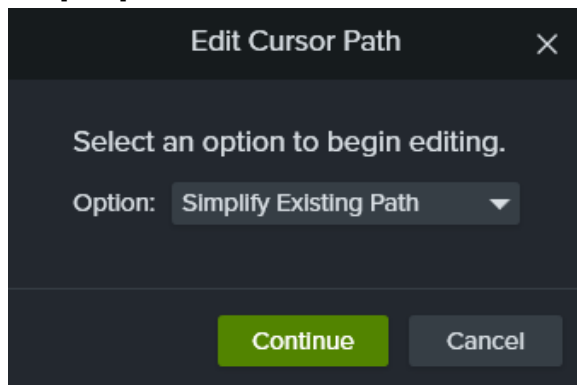 Edit Cursor Path
Select an option to begin editing.
Option: Simplify Existing Path
Continue Cancel